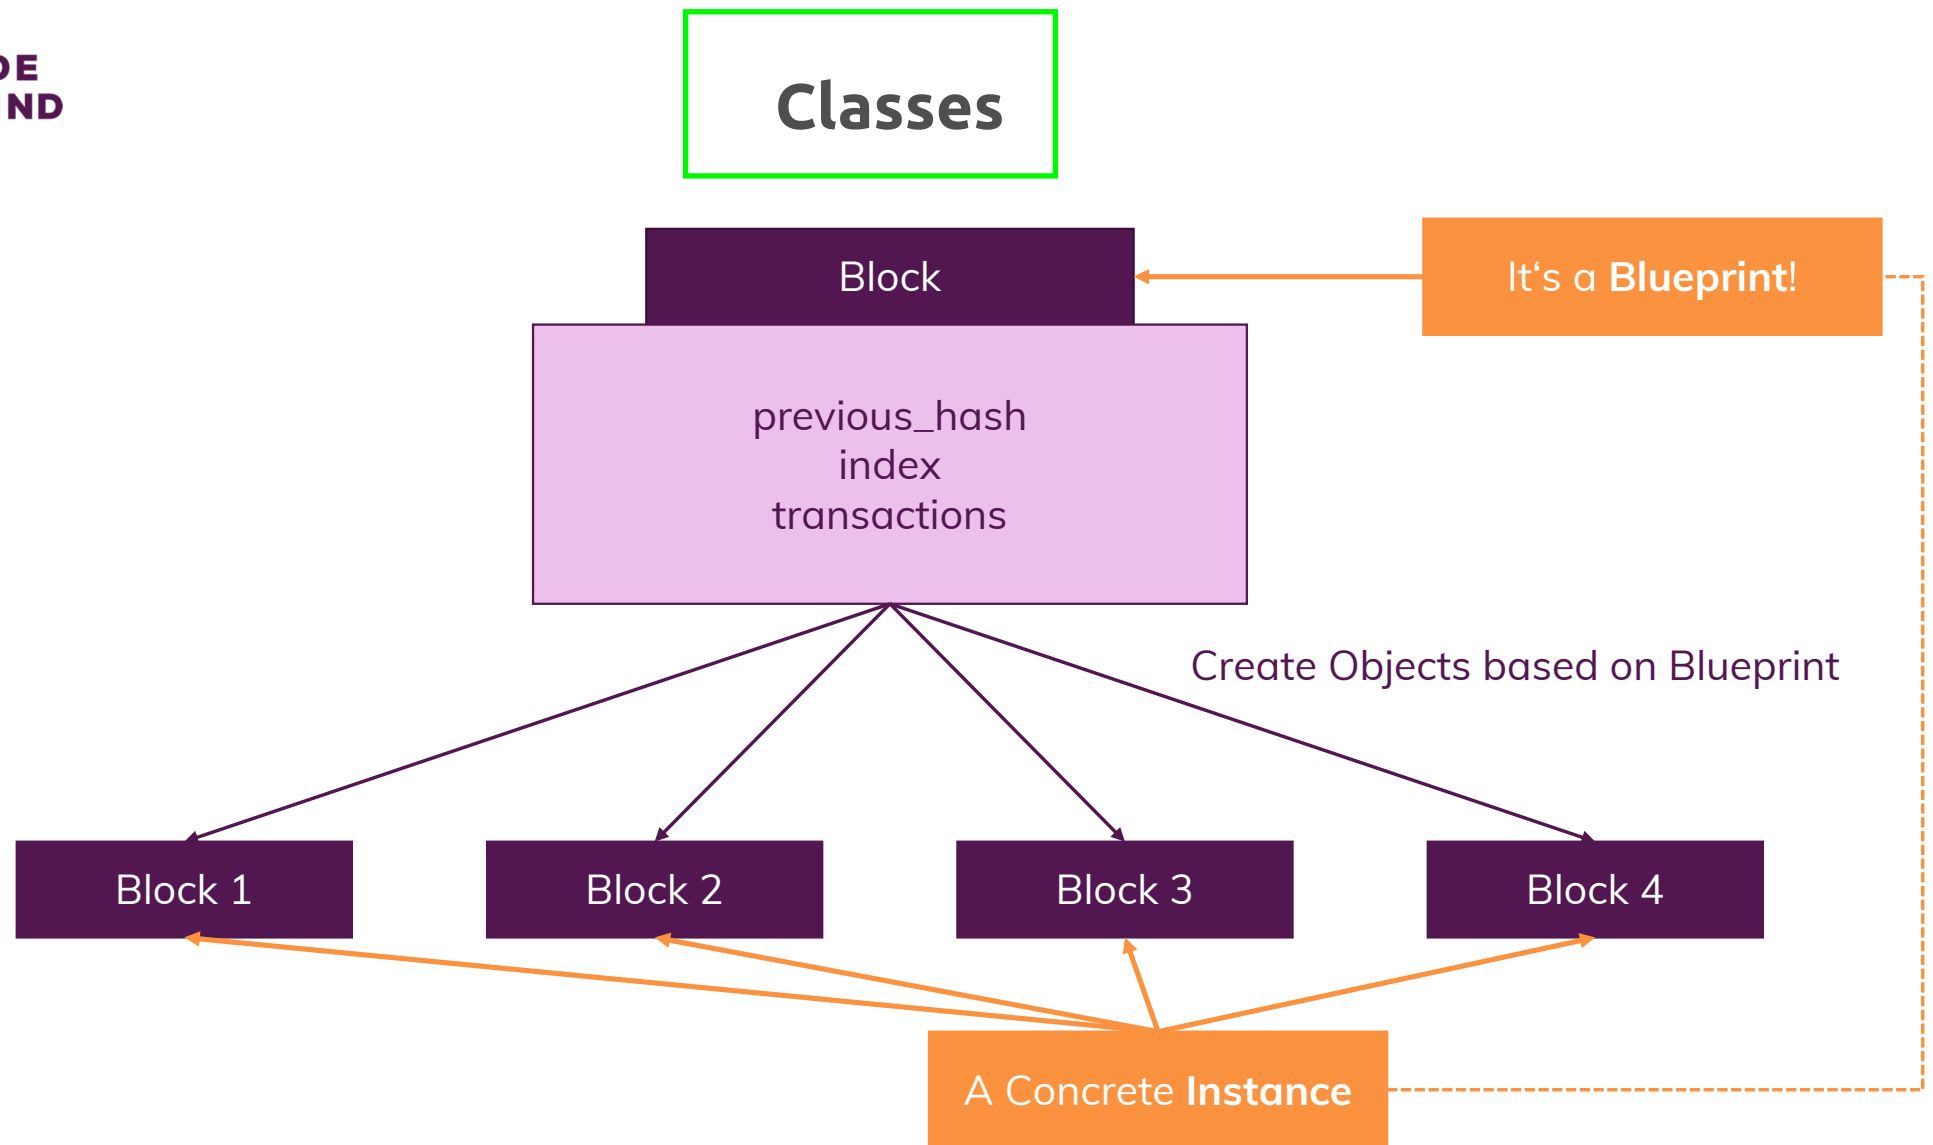 DE
IND
Classes
Block
It‘s a Blueprint!
previous_hash
index
transactions
Create Objects based on Blueprint
Block 1
Block 2
Block 3
Block 4
A Concrete Instance